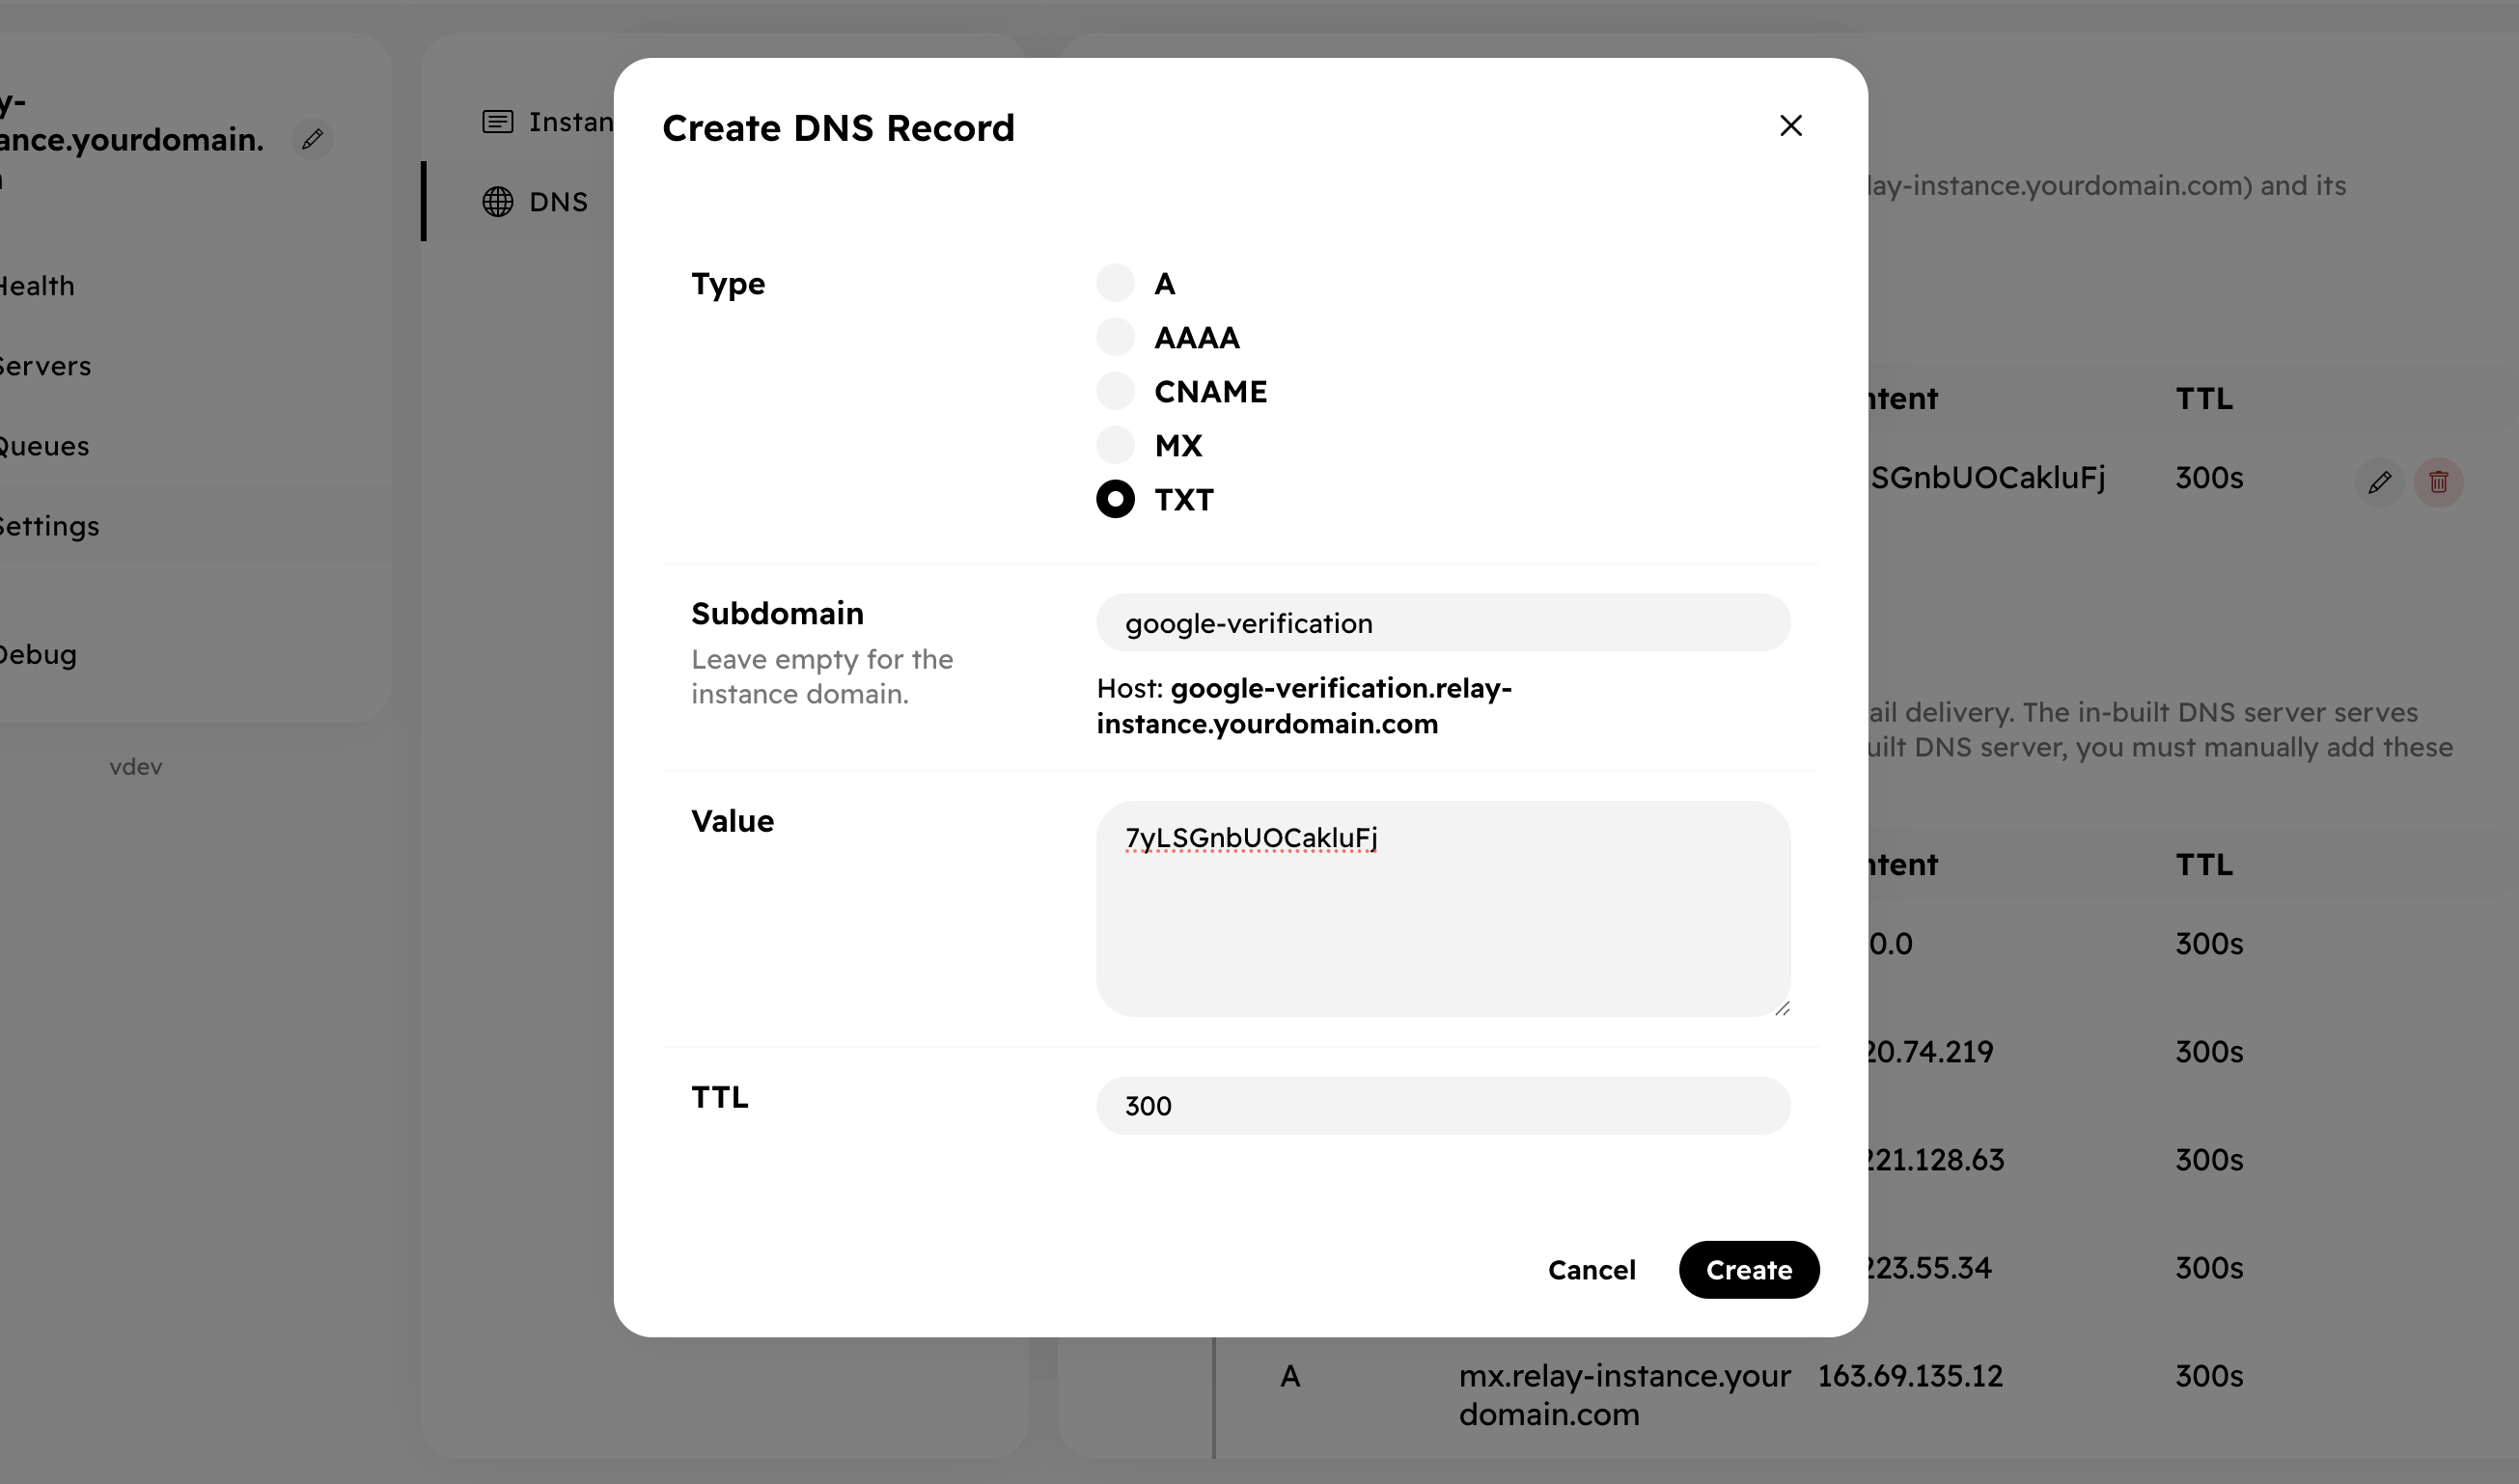 y-
ance.yourdomain.
Health
Servers
Queues
Settings
Debug
vdev
Instan
DNS
Create DNS Record
Type
A
AAAA
CNAME
MX
TXT
Subdomain
Leave empty for the
instance domain.
google-verification
Host: google-verification.relay-
instance.yourdomain.com
Value
7yLSGnbUOCakluFj
TTL
300
Cancel
Create
lay-instance.yourdomain.com) and its
ntent TTL
SGnbUOCakluFj 300s
ail delivery. The in-built DNS server serves
uilt DNS server, you must manually add these
ntent TTL
0.0 300s
20.74.219 300s
221.128.63 300s
223.55.34 300s
A mx.relay-instance.your 163.69.135.12 300s
domain.com